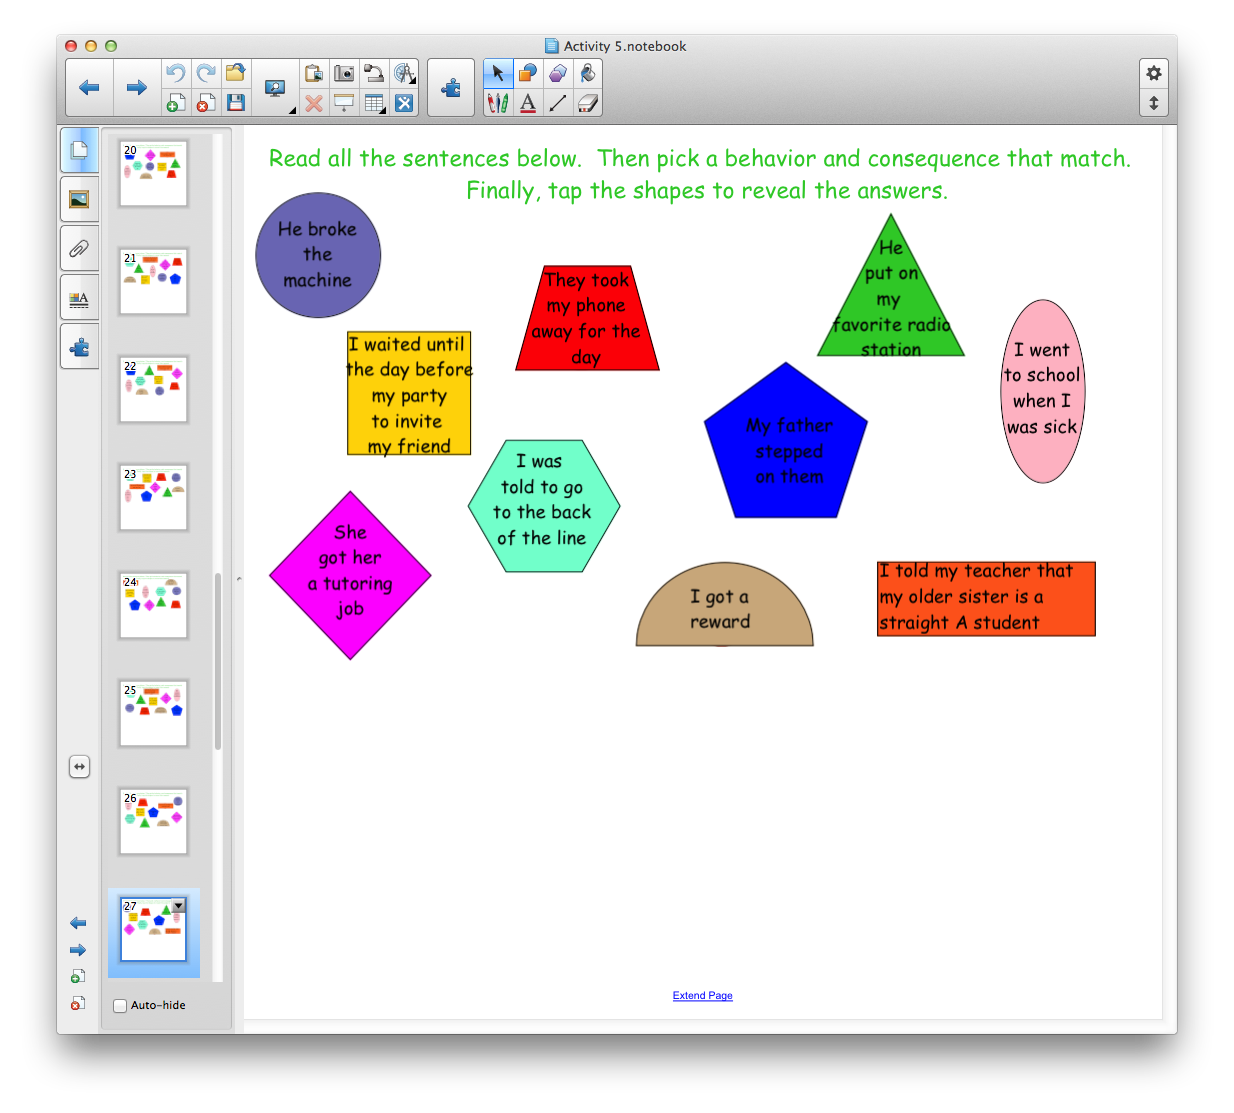 Activity 5.notebook
Read all the sentences below.  Then pick a behavior and consequence that match.
Finally, tap the shapes to reveal the answers.
He broke
the
machine
They took
my phone
away for the
day
He
put on
my
favorite radio
station
I went
to school
when I
was sick
I waited until
the day before
my party
to invite
my friend
My father
stepped
on them
I was
told to go
to the back
of the line
She
got her
a tutoring
job
I got a
reward
I told my teacher that
my older sister is a
straight A student
20
21
22
23
24
25
26
27
Auto-hide
Extend Page